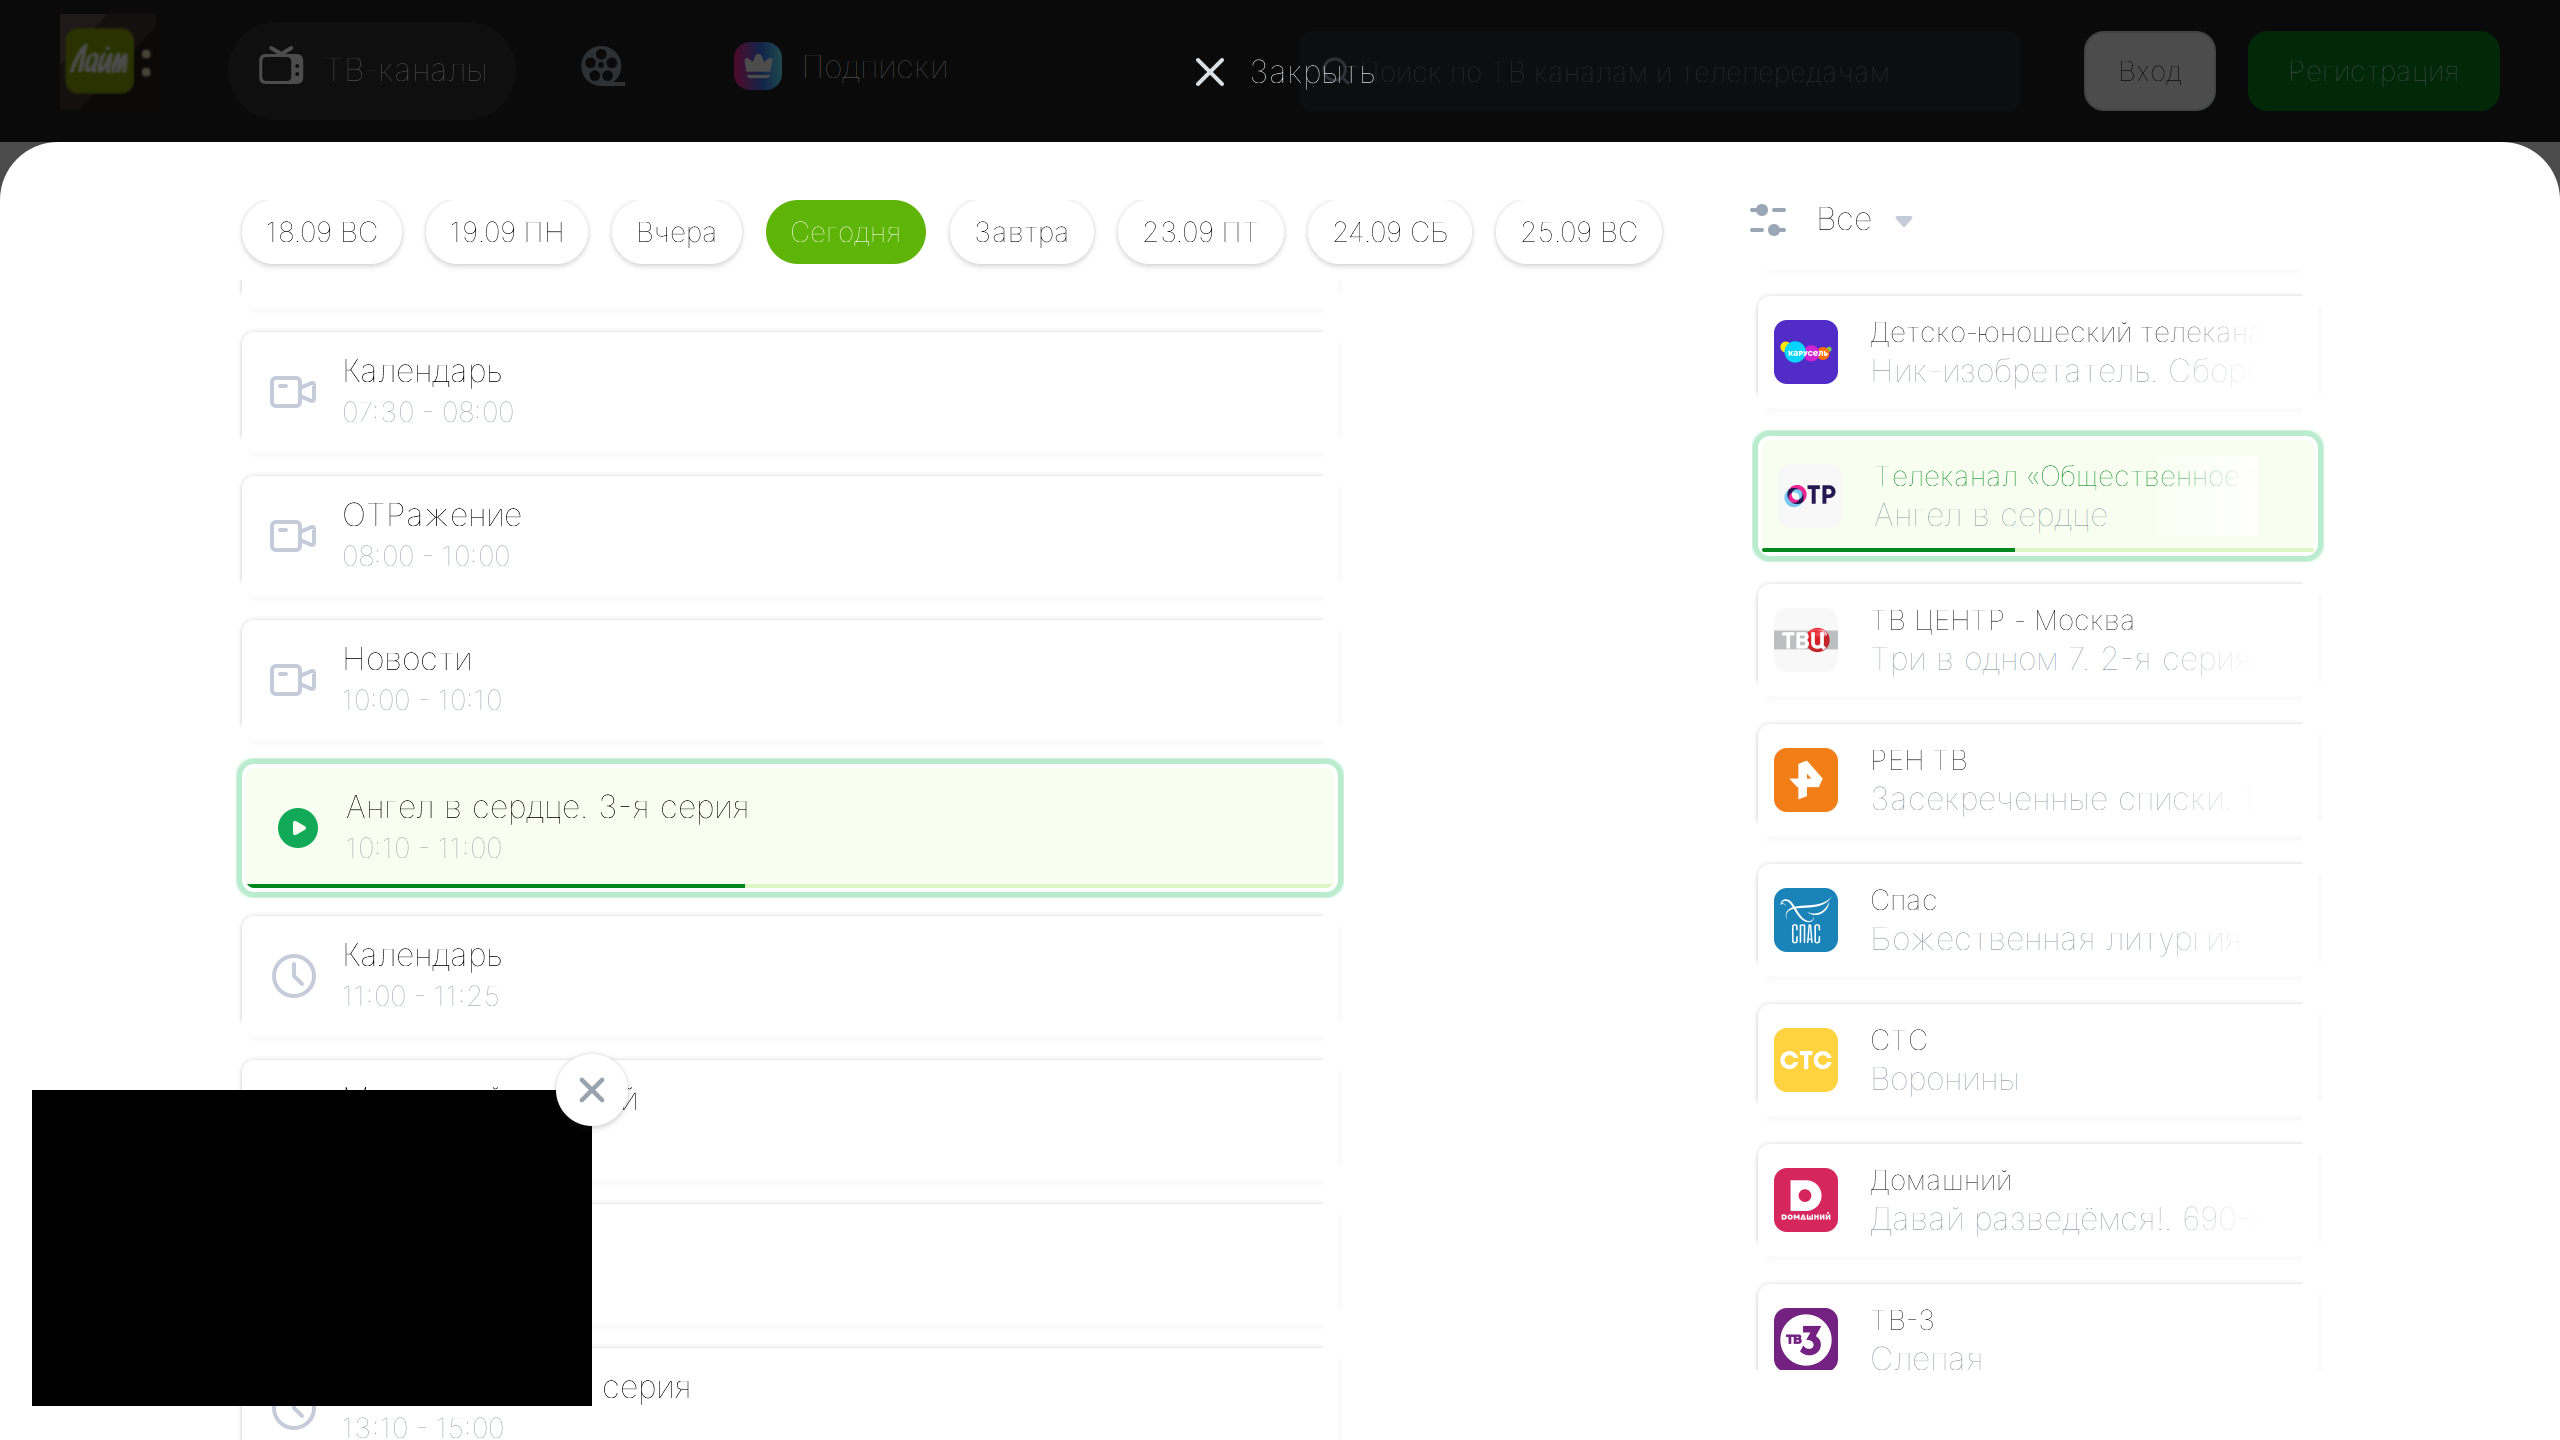 Лайм
ТВ-каналы
Подписки
Закрыть
Поиск по ТВ каналам и телепередачам
Вход
Регистрация
18.09 ВС
19.09 ПН
Вчера
Сегодня
Завтра
23.09 ПТ
24.09 СБ
25.09 ВС
Все
Календарь
07:30 - 08:00
ОТРажение
08:00 - 10:00
Новости
10:00 - 10:10
Ангел в сердце. 3-я серия
10:10 - 11:00
Календарь
11:00 - 11:25
серия
13:10 - 15:00
карусель
Детско-юношеский телекана
Ник-изобретатель. Сбор
ОТР
Телеканал «Общественное
Ангел в сердце
ТВЦ
ТВ ЦЕНТР - Москва
Три в одном 7. 2-я серия
РЕН ТВ
Засекреченные списки. 1
СПАС
Спас
Божественная литургия
СТС
СТС
Воронины
ДОМАШНИЙ
Домашний
Давай разведёмся!. 690-
ТВ3
ТВ-3
Слепая